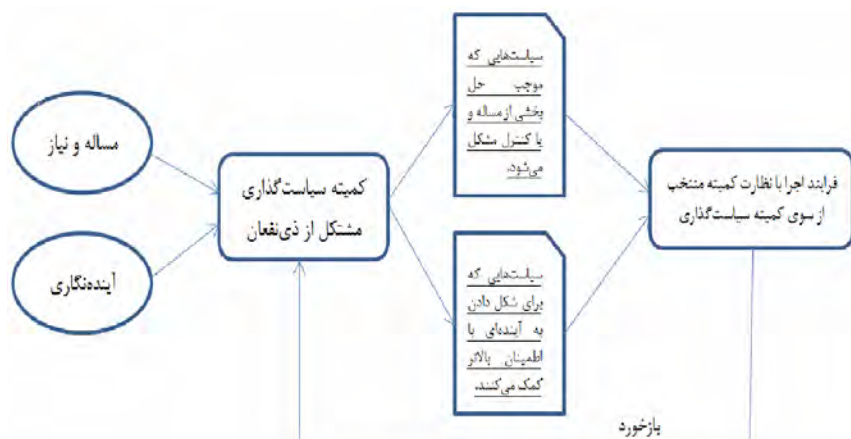 مساله و نیاز
آینده‌نگاری
کمیته سیاست‌گذاری
متشکل از ذی‌نفعان
سیاست‌هایی که
موجب حل
بخشی از مساله و
یا کنترل مشکل
می‌شود.
سیاست‌هایی که
برای شکل دادن
به آینده‌ای با
اطمینان بالاتر
کمک می‌کنند.
فرایند اجرا با نظارت کمیته منتخب
از سوی کمیته سیاست‌گذاری
بازخورد